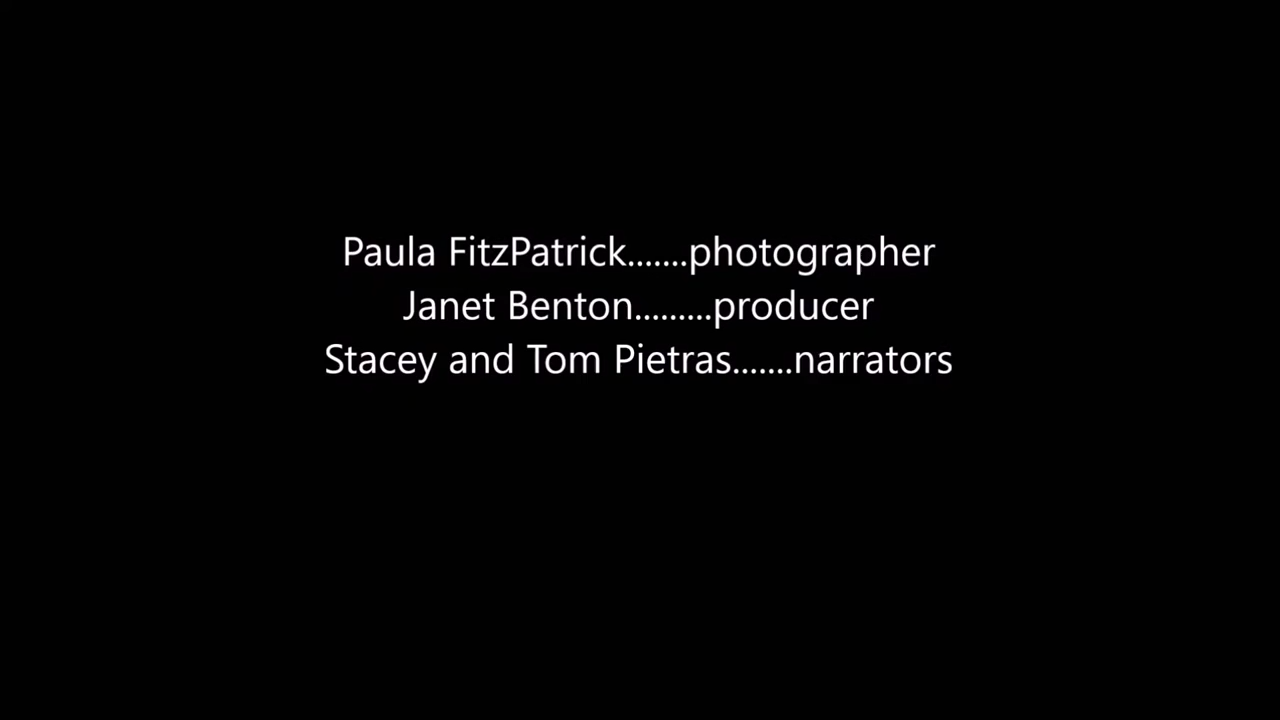 Paula FitzPatrick.......photographer
Janet Benton.........producer
Stacey and Tom Pietras.......narrators